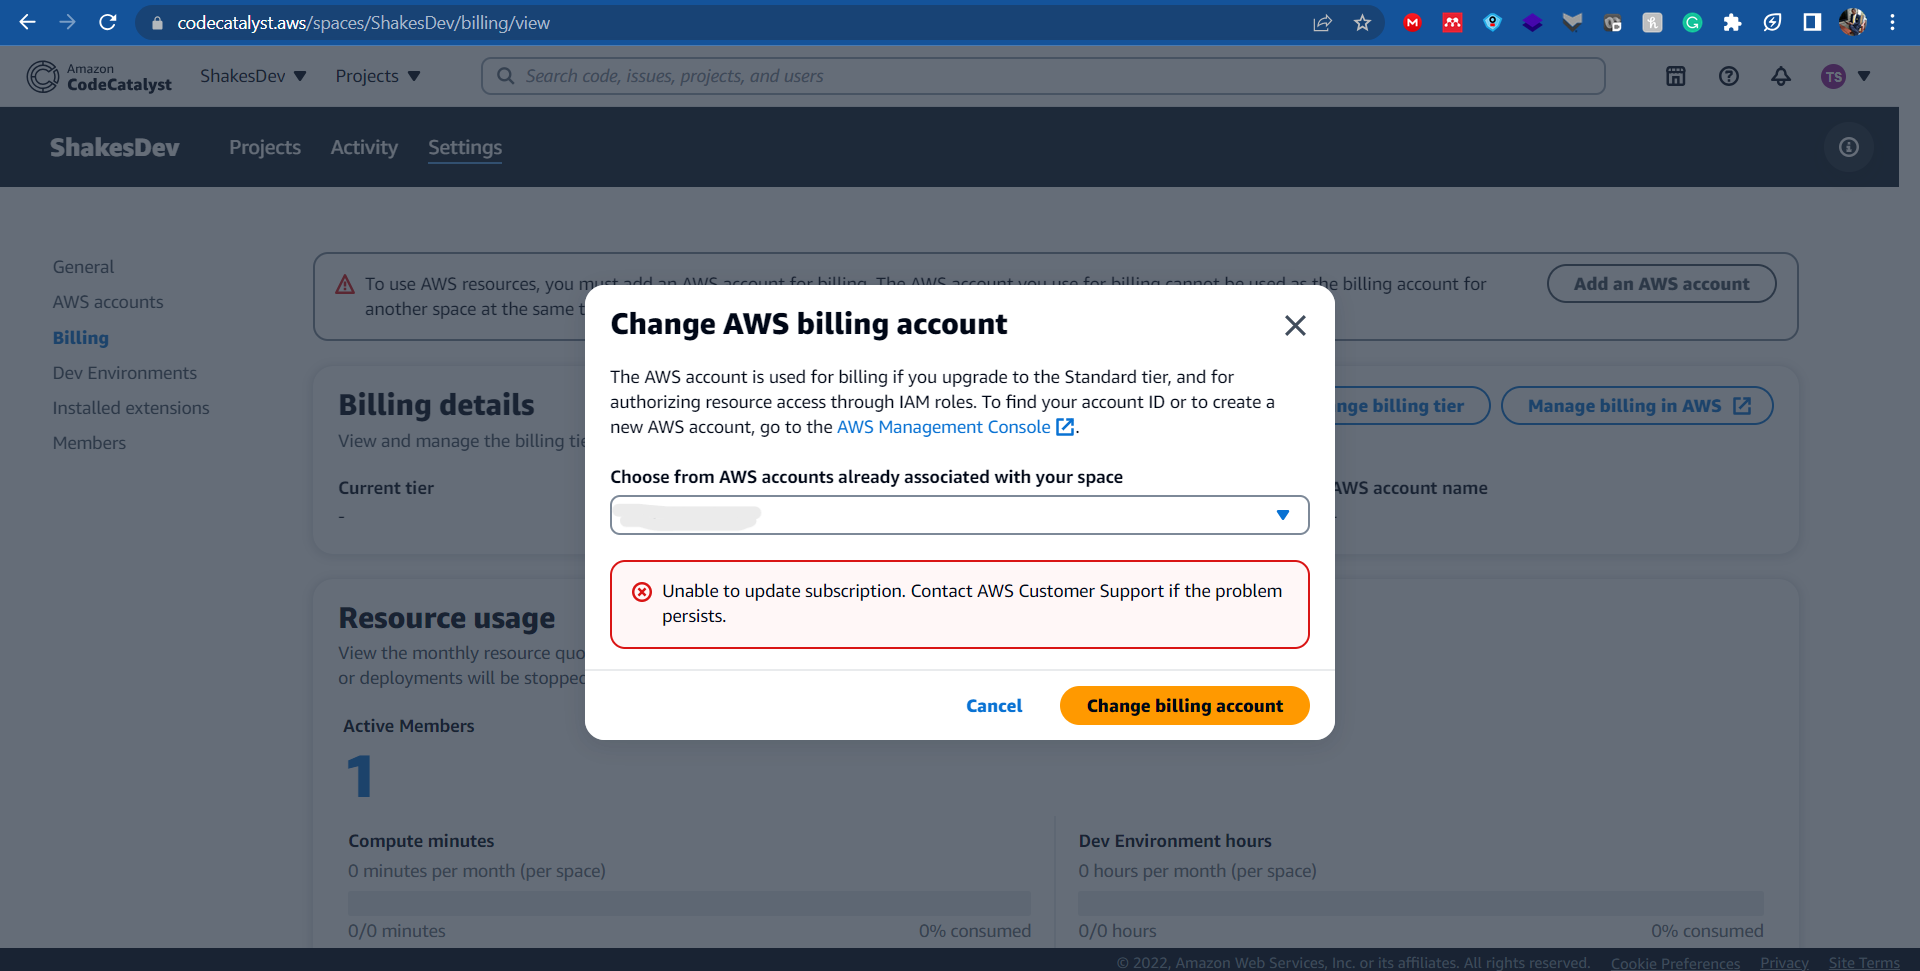 codecatalyst.aws/spaces/ShakesDev/billing/view
Amazon
CodeCatalyst
ShakesDev
Projects
Search code, issues, projects, and users
TS
ShakesDev
Projects
Activity
Settings
General
AWS accounts
Billing
Dev Environments
Installed extensions
Members
To use AWS resources, you must add an AWS account for billing. The AWS account you use for billing cannot be used as the billing account for
another space at the same t
Add an AWS account
Billing details
View and manage the billing tie
nge billing tier
Manage billing in AWS
Current tier
-
AWS account name
Change AWS billing account
The AWS account is used for billing if you upgrade to the Standard tier, and for
authorizing resource access through IAM roles. To find your account ID or to create a
new AWS account, go to the AWS Management Console.
Choose from AWS accounts already associated with your space
Unable to update subscription. Contact AWS Customer Support if the problem
persists.
Cancel
Change billing account
Resource usage
View the monthly resource quo
or deployments will be stopped
Active Members
1
Compute minutes
0 minutes per month (per space)
0/0 minutes
0% consumed
Dev Environment hours
0 hours per month (per space)
0/0 hours
0% consumed
© 2022, Amazon Web Services, Inc. or its affiliates. All rights reserved.
Cookie Preferences
Privacy
Site Terms